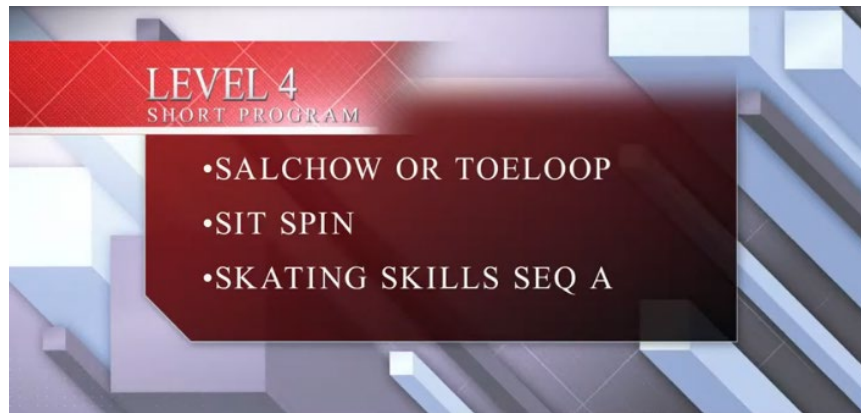 LEVEL 4
SHORT PROGRAM
•SALCHOW OR TOELOOP
•SIT SPIN
•SKATING SKILLS SEQ A